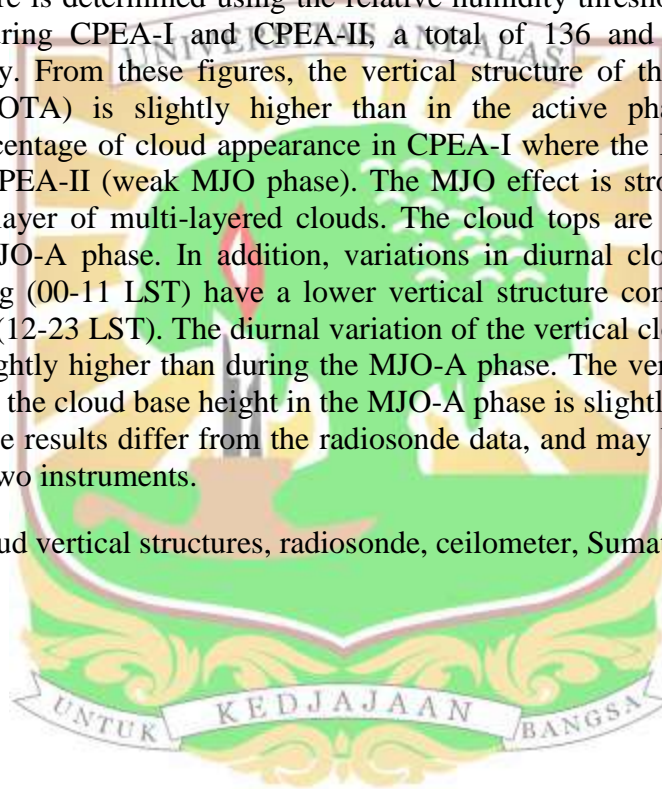 re is determined using the relative humidity thresho
uring CPEA-I and CPEA-II, a total of 136 and
y. From these figures, the vertical structure of th
OTA) is slightly higher than in the active pha
centage of cloud appearance in CPEA-I where the
PEA-II (weak MJO phase). The MJO effect is stro
layer of multi-layered clouds. The cloud tops are
JO-A phase. In addition, variations in diurnal clo
g (00-11 LST) have a lower vertical structure con
(12-23 LST). The diurnal variation of the vertical cl
ghtly higher than during the MJO-A phase. The ver
the cloud base height in the MJO-A phase is slightl
e results differ from the radiosonde data, and may
wo instruments.
ud vertical structures, radiosonde, ceilometer, Suma
UNIVERSITAS ANDALAS
UNTUK KEDJAJAAN BANGSA